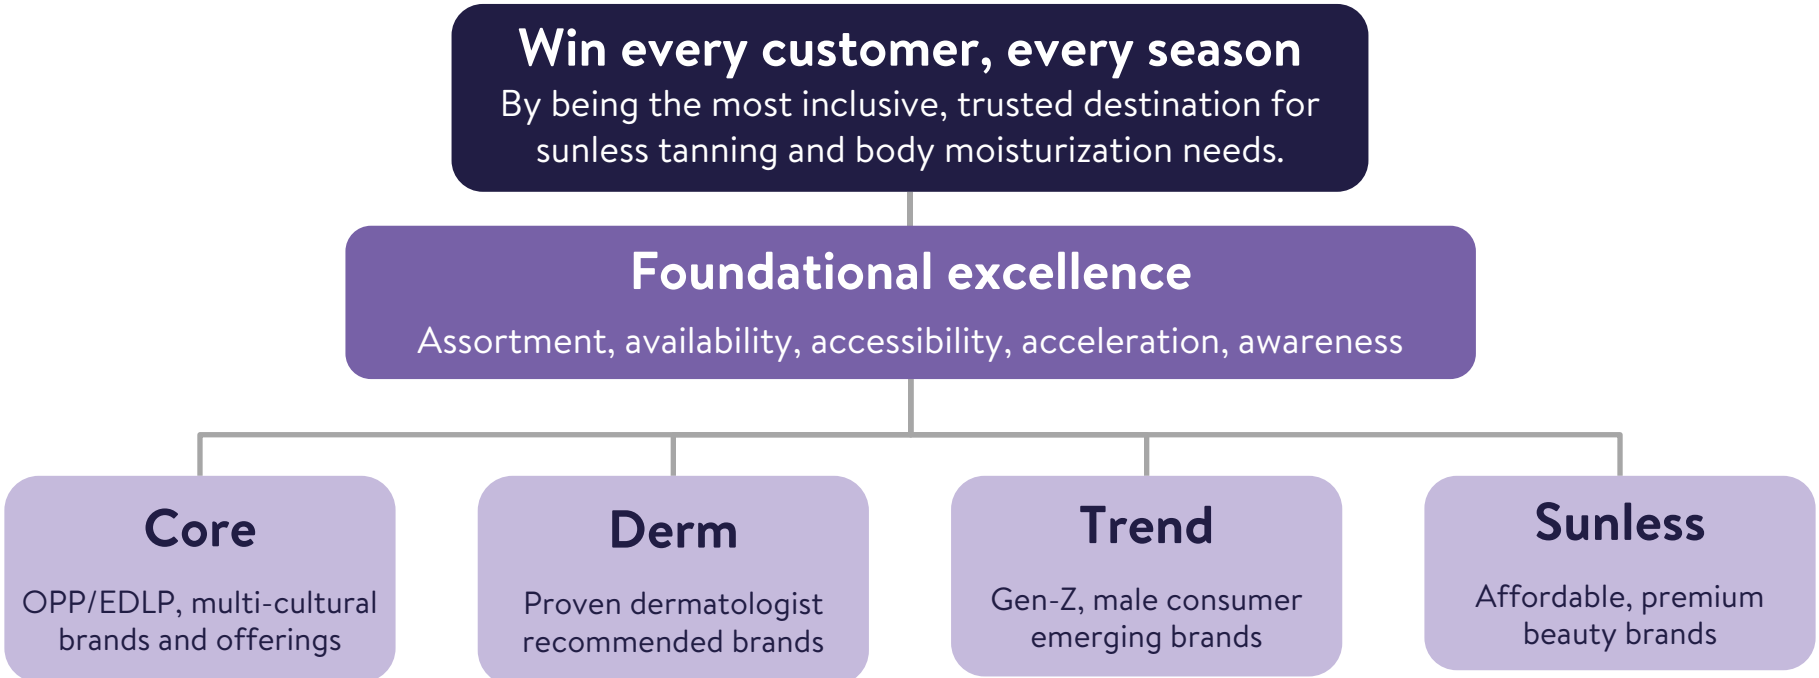 Win every customer, every season
By being the most inclusive, trusted destination for
sunless tanning and body moisturization needs.
Foundational excellence
Assortment, availability, accessibility, acceleration, awareness
Core
OPP/EDLP, multi-cultural
brands and offerings
Derm
Proven dermatologist
recommended brands
Trend
Gen-Z, male consumer
emerging brands
Sunless
Affordable, premium
beauty brands